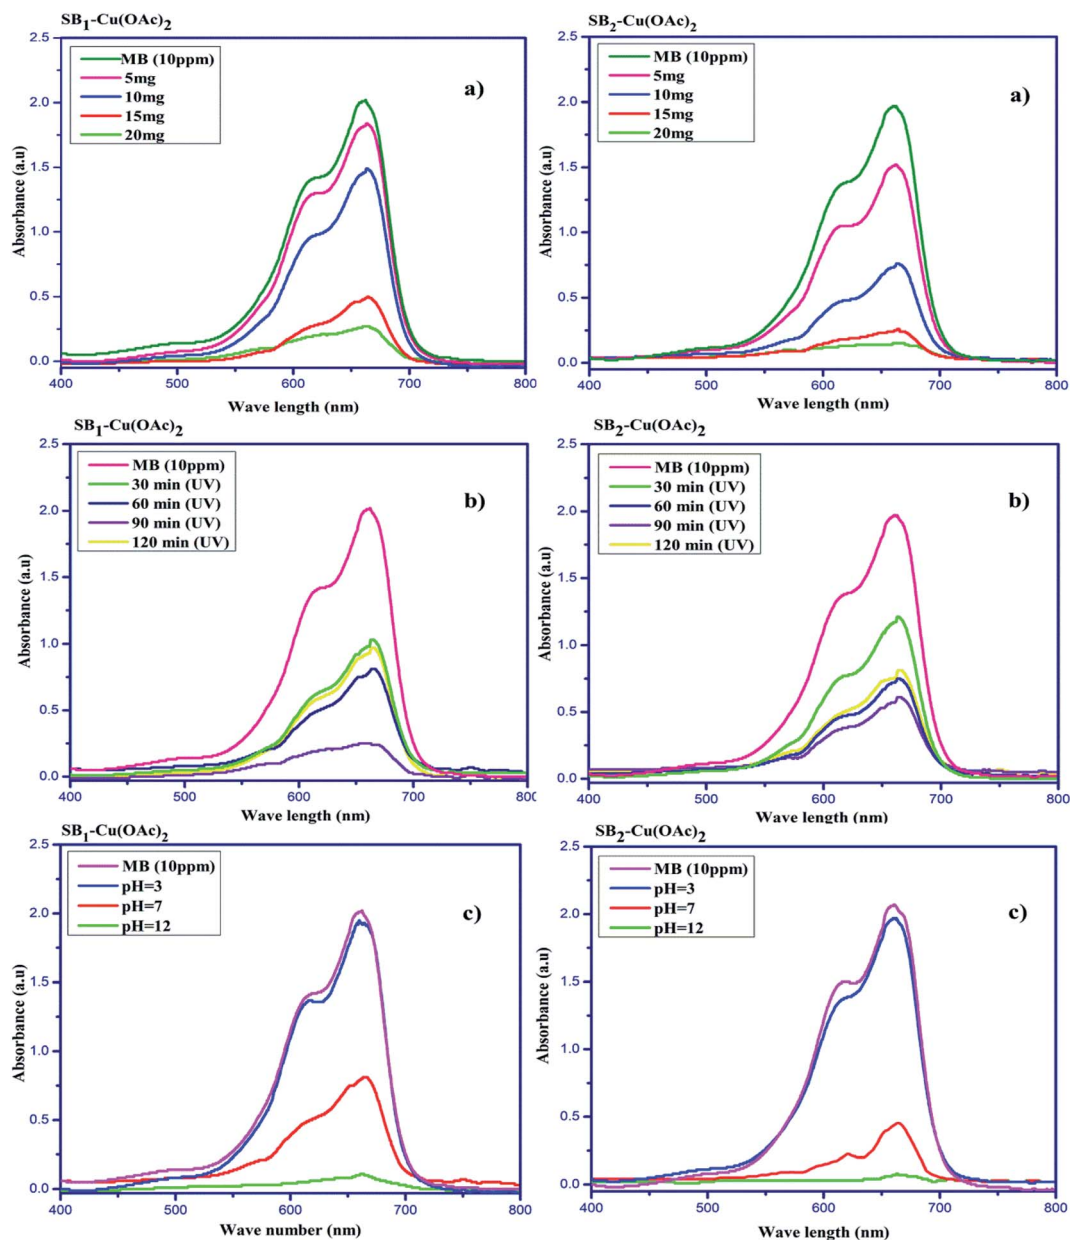 SB1-Cu(OAc)2
2.5
2.0
1.5
1.0
0.5
0.0
Absorbance (a.u)
MB (10ppm)
5mg
10mg
15mg
20mg
a)
400 500 600 700 800
Wave length (nm)
SB2-Cu(OAc)2
2.5
2.0
1.5
1.0
0.5
0.0
Absorbance (a.u)
MB (10ppm)
5mg
10mg
15mg
20mg
a)
400 500 600 700 800
Wave length (nm)
SB1-Cu(OAc)2
2.5
2.0
1.5
1.0
0.5
0.0
Absorbance (a.u)
MB (10ppm)
30 min (UV)
60 min (UV)
90 min (UV)
120 min (UV)
b)
400 500 600 700 800
Wave length (nm)
SB2-Cu(OAc)2
2.5
2.0
1.5
1.0
0.5
0.0
Absorbance (a.u)
MB (10ppm)
30 min (UV)
60 min (UV)
90 min (UV)
120 min (UV)
b)
400 500 600 700 800
Wave length (nm)
SB1-Cu(OAc)2
2.5
2.0
1.5
1.0
0.5
0.0
Absorbance (a.u)
MB (10ppm)
pH=3
pH=7
pH=12
c)
400 500 600 700 800
Wave number (nm)
SB2-Cu(OAc)2
2.5
2.0
1.5
1.0
0.5
0.0
Absorbance (a.u)
MB (10ppm)
pH=3
pH=7
pH=12
c)
400 500 600 700 800
Wave length (nm)